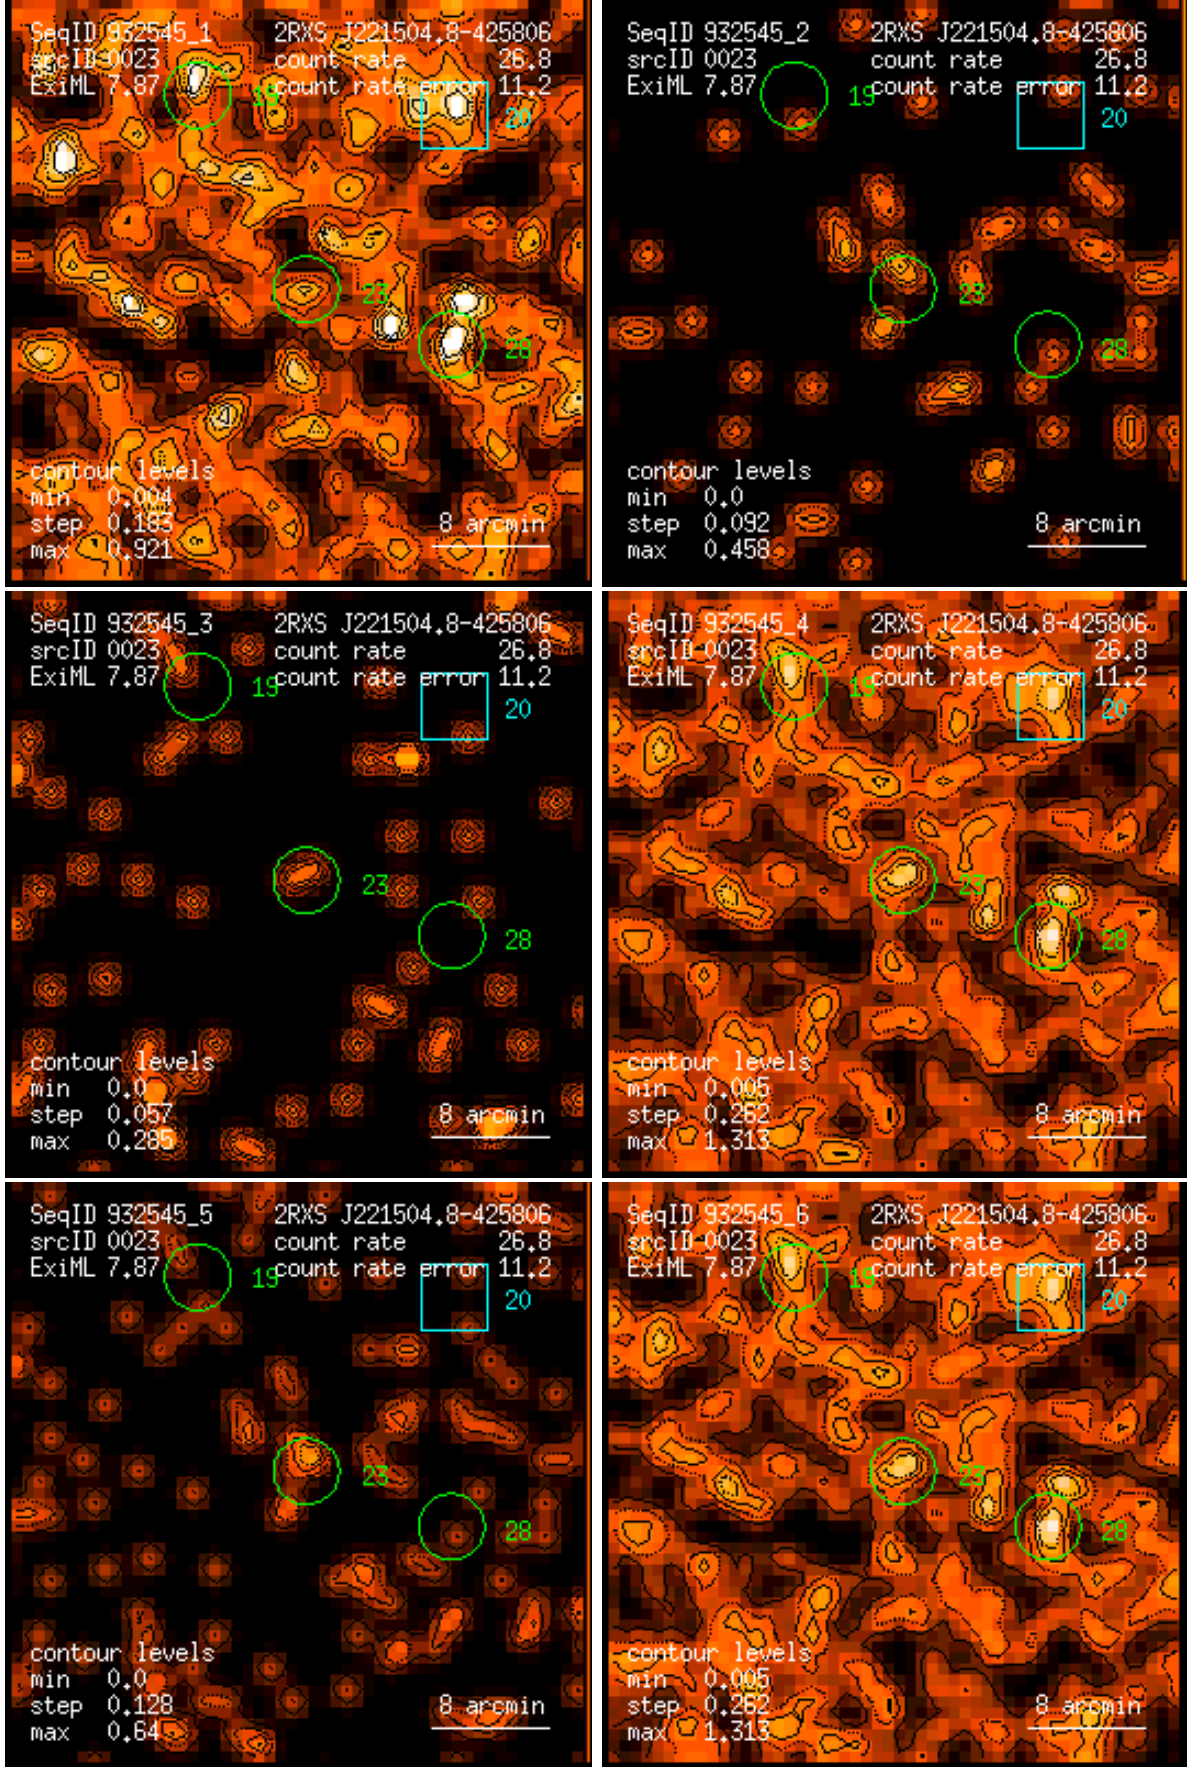 SeqID 932545_1 2RXS J221504.8-425806
srcID 0023 count rate 26.8
ExiML 7.87 count rate error 11.2
19
20
23
28
contour levels
min 0.004
step 0.183
max 0.921
8 arcmin
SeqID 932545_2 2RXS J221504.8-425806
srcID 0023 count rate 26.8
ExiML 7.87 count rate error 11.2
19
20
23
28
contour levels
min 0.0
step 0.092
max 0.458
8 arcmin
SeqID 932545_3 2RXS J221504.8-425806
srcID 0023 count rate 26.8
ExiML 7.87 count rate error 11.2
19
20
23
28
contour levels
min 0.0
step 0.057
max 0.285
8 arcmin
SeqID 932545_4 2RXS J221504.8-425806
srcID 0023 count rate 26.8
ExiML 7.87 count rate error 11.2
19
20
23
28
contour levels
min 0.005
step 0.262
max 1.313
8 arcmin
SeqID 932545_5 2RXS J221504.8-425806
srcID 0023 count rate 26.8
ExiML 7.87 count rate error 11.2
19
20
23
28
contour levels
min 0.0
step 0.128
max 0.64
8 arcmin
SeqID 932545_6 2RXS J221504.8-425806
srcID 0023 count rate 26.8
ExiML 7.87 count rate error 11.2
19
20
23
28
contour levels
min 0.005
step 0.262
max 1.313
8 arcmin